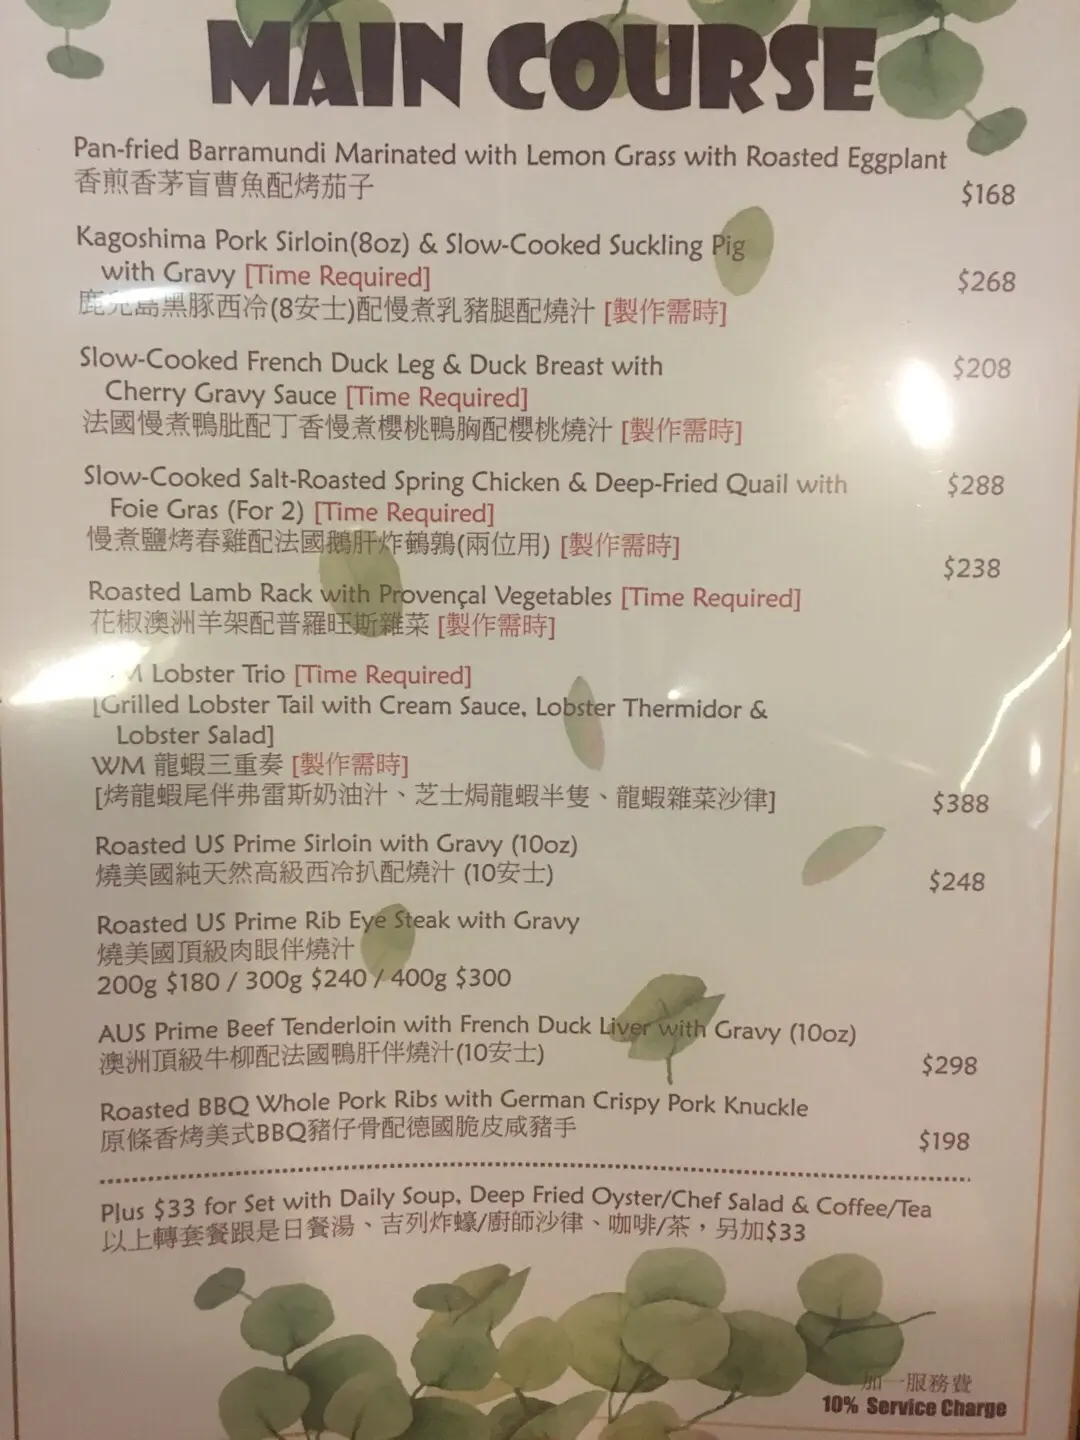 MAIN COURSE
Pan-fried Barramundi Marinated with Lemon Grass with Roasted Eggplant
香煎香茅盲曹魚配烤茄子
$168
Kagoshima Pork Sirloin(8oz) & Slow-Cooked Suckling Pig
with Gravy [Time Required]
$268
鹿兒島黑豚西冷(8安士)配慢煮乳豬腿配燒汁 [製作需時]
Slow-Cooked French Duck Leg & Duck Breast with
$208
Cherry Gravy Sauce [Time Required]
法國慢煮鴨肶配丁香慢煮櫻桃鴨胸配櫻桃燒汁 [製作需時]
Slow-Cooked Salt-Roasted Spring Chicken & Deep-Fried Quail with
$288
Foie Gras (For 2) [Time Required]
慢煮鹽烤春雞配法國鵝肝炸鵪鶉(兩位用) [製作需時]
$238
Roasted Lamb Rack with Provençal Vegetables [Time Required]
花椒澳洲羊架配普羅旺斯雜菜 [製作需時]
M Lobster Trio [Time Required]
[Grilled Lobster Tail with Cream Sauce, Lobster Thermidor &
Lobster Salad]
WM 龍蝦三重奏 [製作需時]
[烤龍蝦尾伴弗雷斯奶油汁、芝士焗龍蝦半隻、龍蝦雜菜沙律]
$388
Roasted US Prime Sirloin with Gravy (10oz)
燒美國純天然高級西冷扒配燒汁 (10安士)
$248
Roasted US Prime Rib Eye Steak with Gravy
燒美國頂級肉眼伴燒汁
200g $180 / 300g $240 / 400g $300
AUS Prime Beef Tenderloin with French Duck Liver with Gravy (10oz)
澳洲頂級牛柳配法國鴨肝伴燒汁(10安士)
$298
Roasted BBQ Whole Pork Ribs with German Crispy Pork Knuckle
原條香烤美式BBQ豬仔骨配德國脆皮咸豬手
$198
Plus $33 for Set with Daily Soup, Deep Fried Oyster/Chef Salad & Coffee/Tea
以上轉套餐跟是日餐湯、吉列炸蠔/廚師沙律、咖啡/茶，另加$33
加一服務費
10% Service Charge